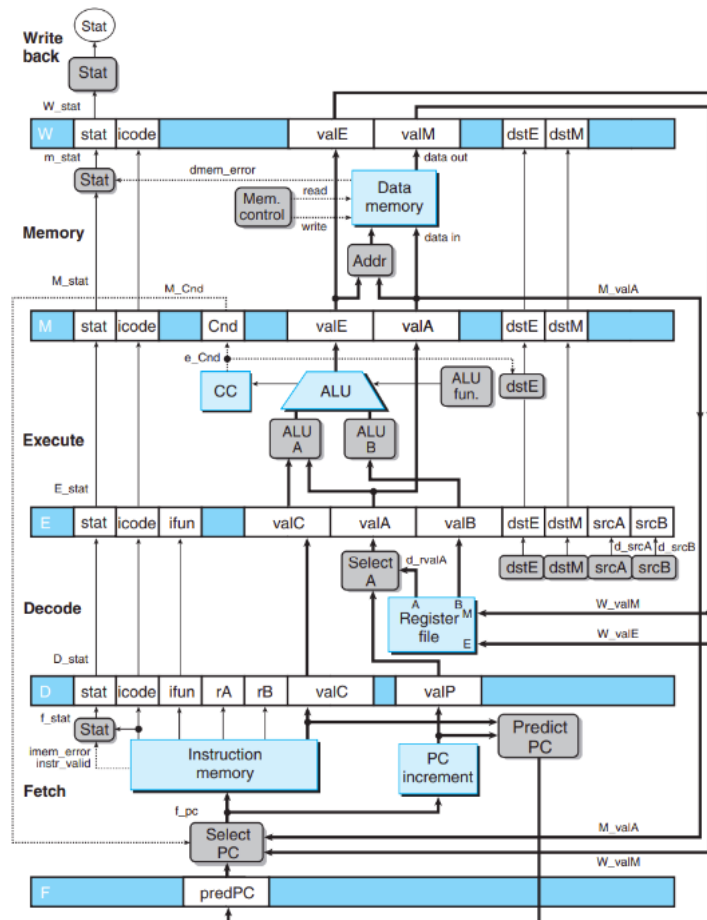 Write
back
Stat
Stat
W_stat
W
stat
icode
valE
valM
dstE
dstM
m_stat
dmem_error
data out
Stat
read
Mem.
control
write
Data
memory
data in
Memory
Addr
M_stat
M_Cnd
M_valA
M
stat
icode
Cnd
valE
valA
dstE
dstM
e_Cnd
CC
ALU
ALU
fun.
dstE
ALU
A
ALU
B
Execute
E_stat
E
stat
icode
ifun
valC
valA
valB
dstE
dstM
srcA
srcB
d_srcA
d_srcB
Select
A
d_rvalA
dstE
dstM
srcA
srcB
A
B
M
Register
file
E
W_valM
W_valE
Decode
D_stat
D
stat
icode
ifun
rA
rB
valC
valP
f_stat
Stat
imem_error
instr_valid
Instruction
memory
PC
increment
Predict
PC
Fetch
f_pc
Select
PC
M_valA
W_valM
F
predPC